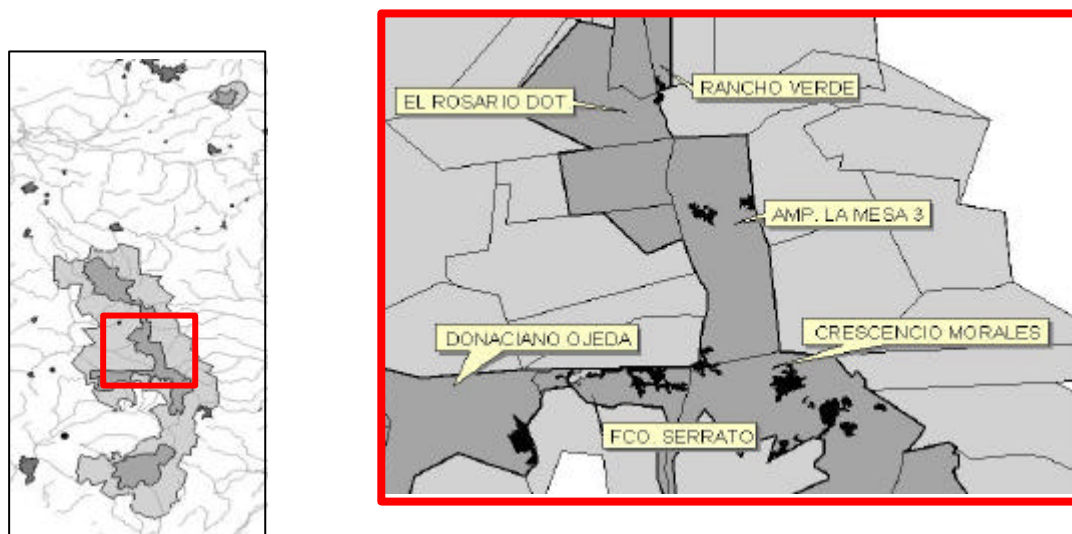 RANCHO VERDE
EL ROSARIO DOT.
AMP. LA MESA 3
CRESCENCIO MORALES
DONACIANO OJEDA
FCO. SERRATO